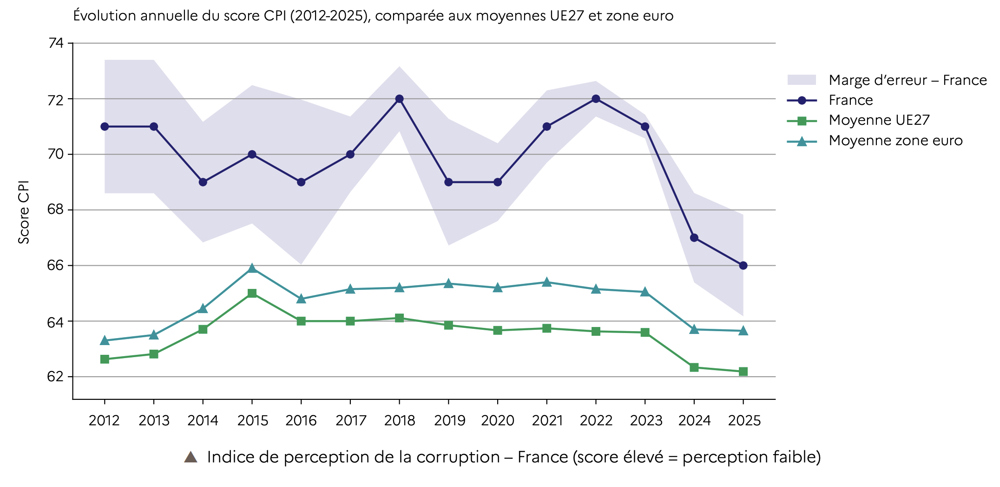 Évolution annuelle du score CPI (2012-2025), comparée aux moyennes UE27 et zone euro
74
72
70
68
66
64
62
Score CPI
Marge d’erreur – France
France
Moyenne UE27
Moyenne zone euro
2012 2013 2014 2015 2016 2017 2018 2019 2020 2021 2022 2023 2024 2025
▲ Indice de perception de la corruption – France (score élevé = perception faible)